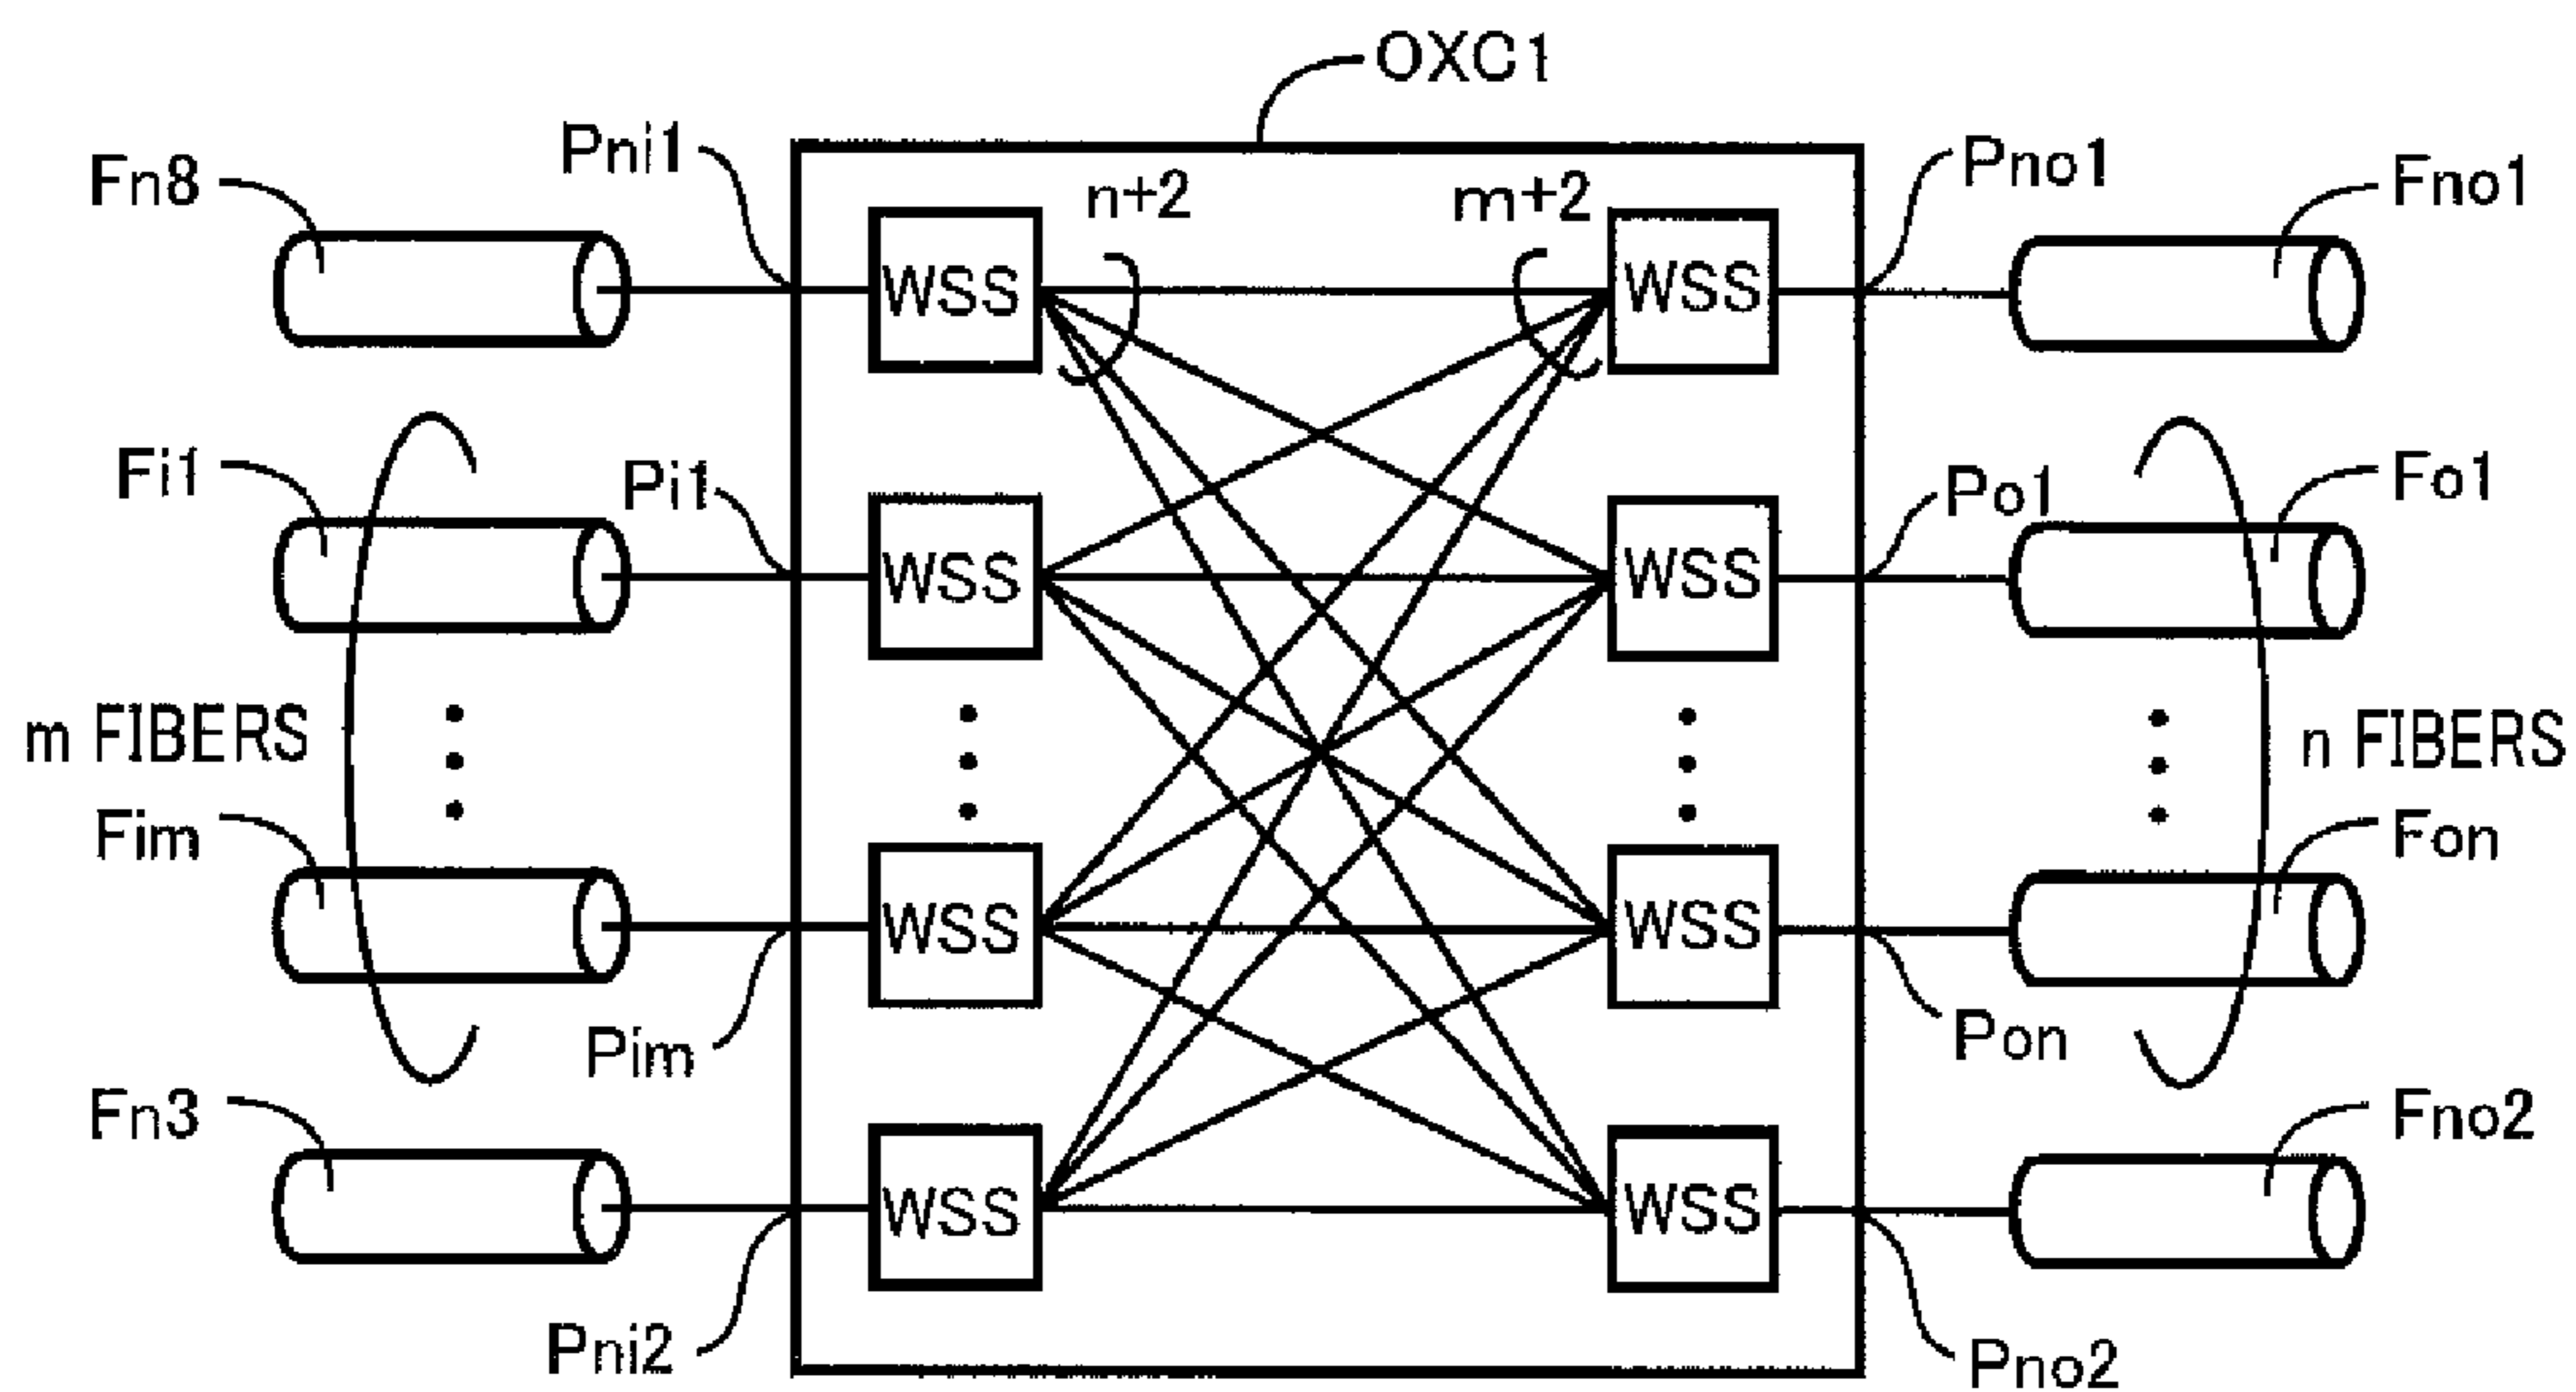 OXC1
Fn8
Pni1
n+2
m+2
Pno1
Fno1
WSS
WSS
Fi1
Pi1
Po1
Fo1
WSS
WSS
m FIBERS
n FIBERS
Fim
Fon
WSS
WSS
Pim
Pon
Fn3
Fno2
WSS
WSS
Pni2
Pno2